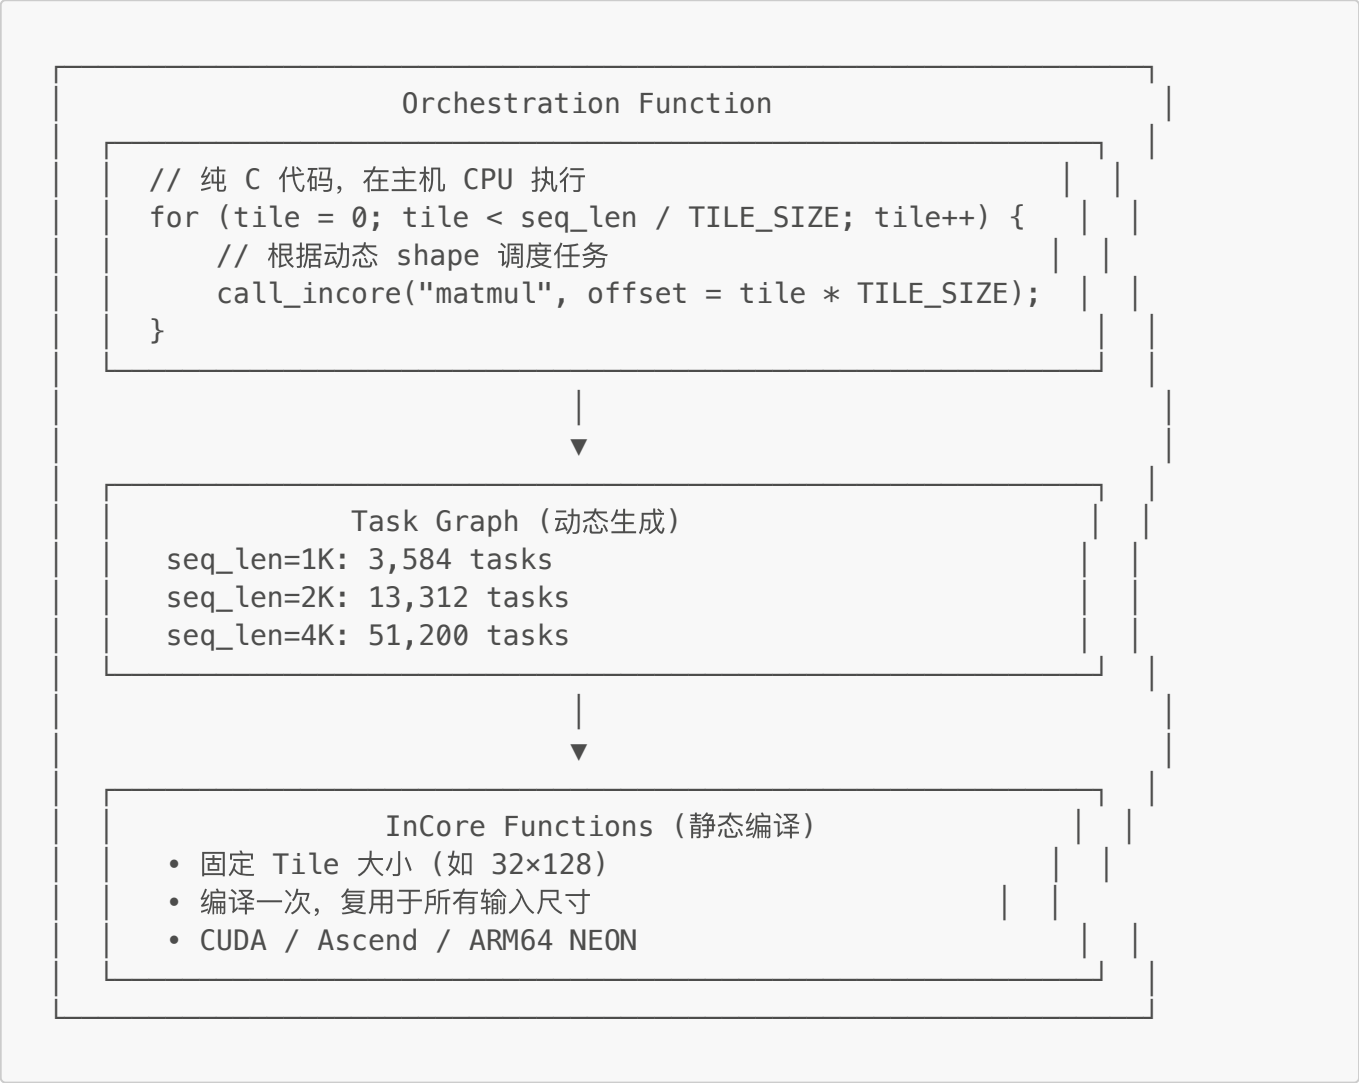 Orchestration Function
// 纯 C 代码，在主机 CPU 执行
for (tile = 0; tile < seq_len / TILE_SIZE; tile++) {
// 根据动态 shape 调度任务
call_incore("matmul", offset = tile * TILE_SIZE);
}
▼
Task Graph (动态生成)
seq_len=1K: 3,584 tasks
seq_len=2K: 13,312 tasks
seq_len=4K: 51,200 tasks
▼
InCore Functions (静态编译)
• 固定 Tile 大小 (如 32×128)
• 编译一次，复用于所有输入尺寸
• CUDA / Ascend / ARM64 NEON